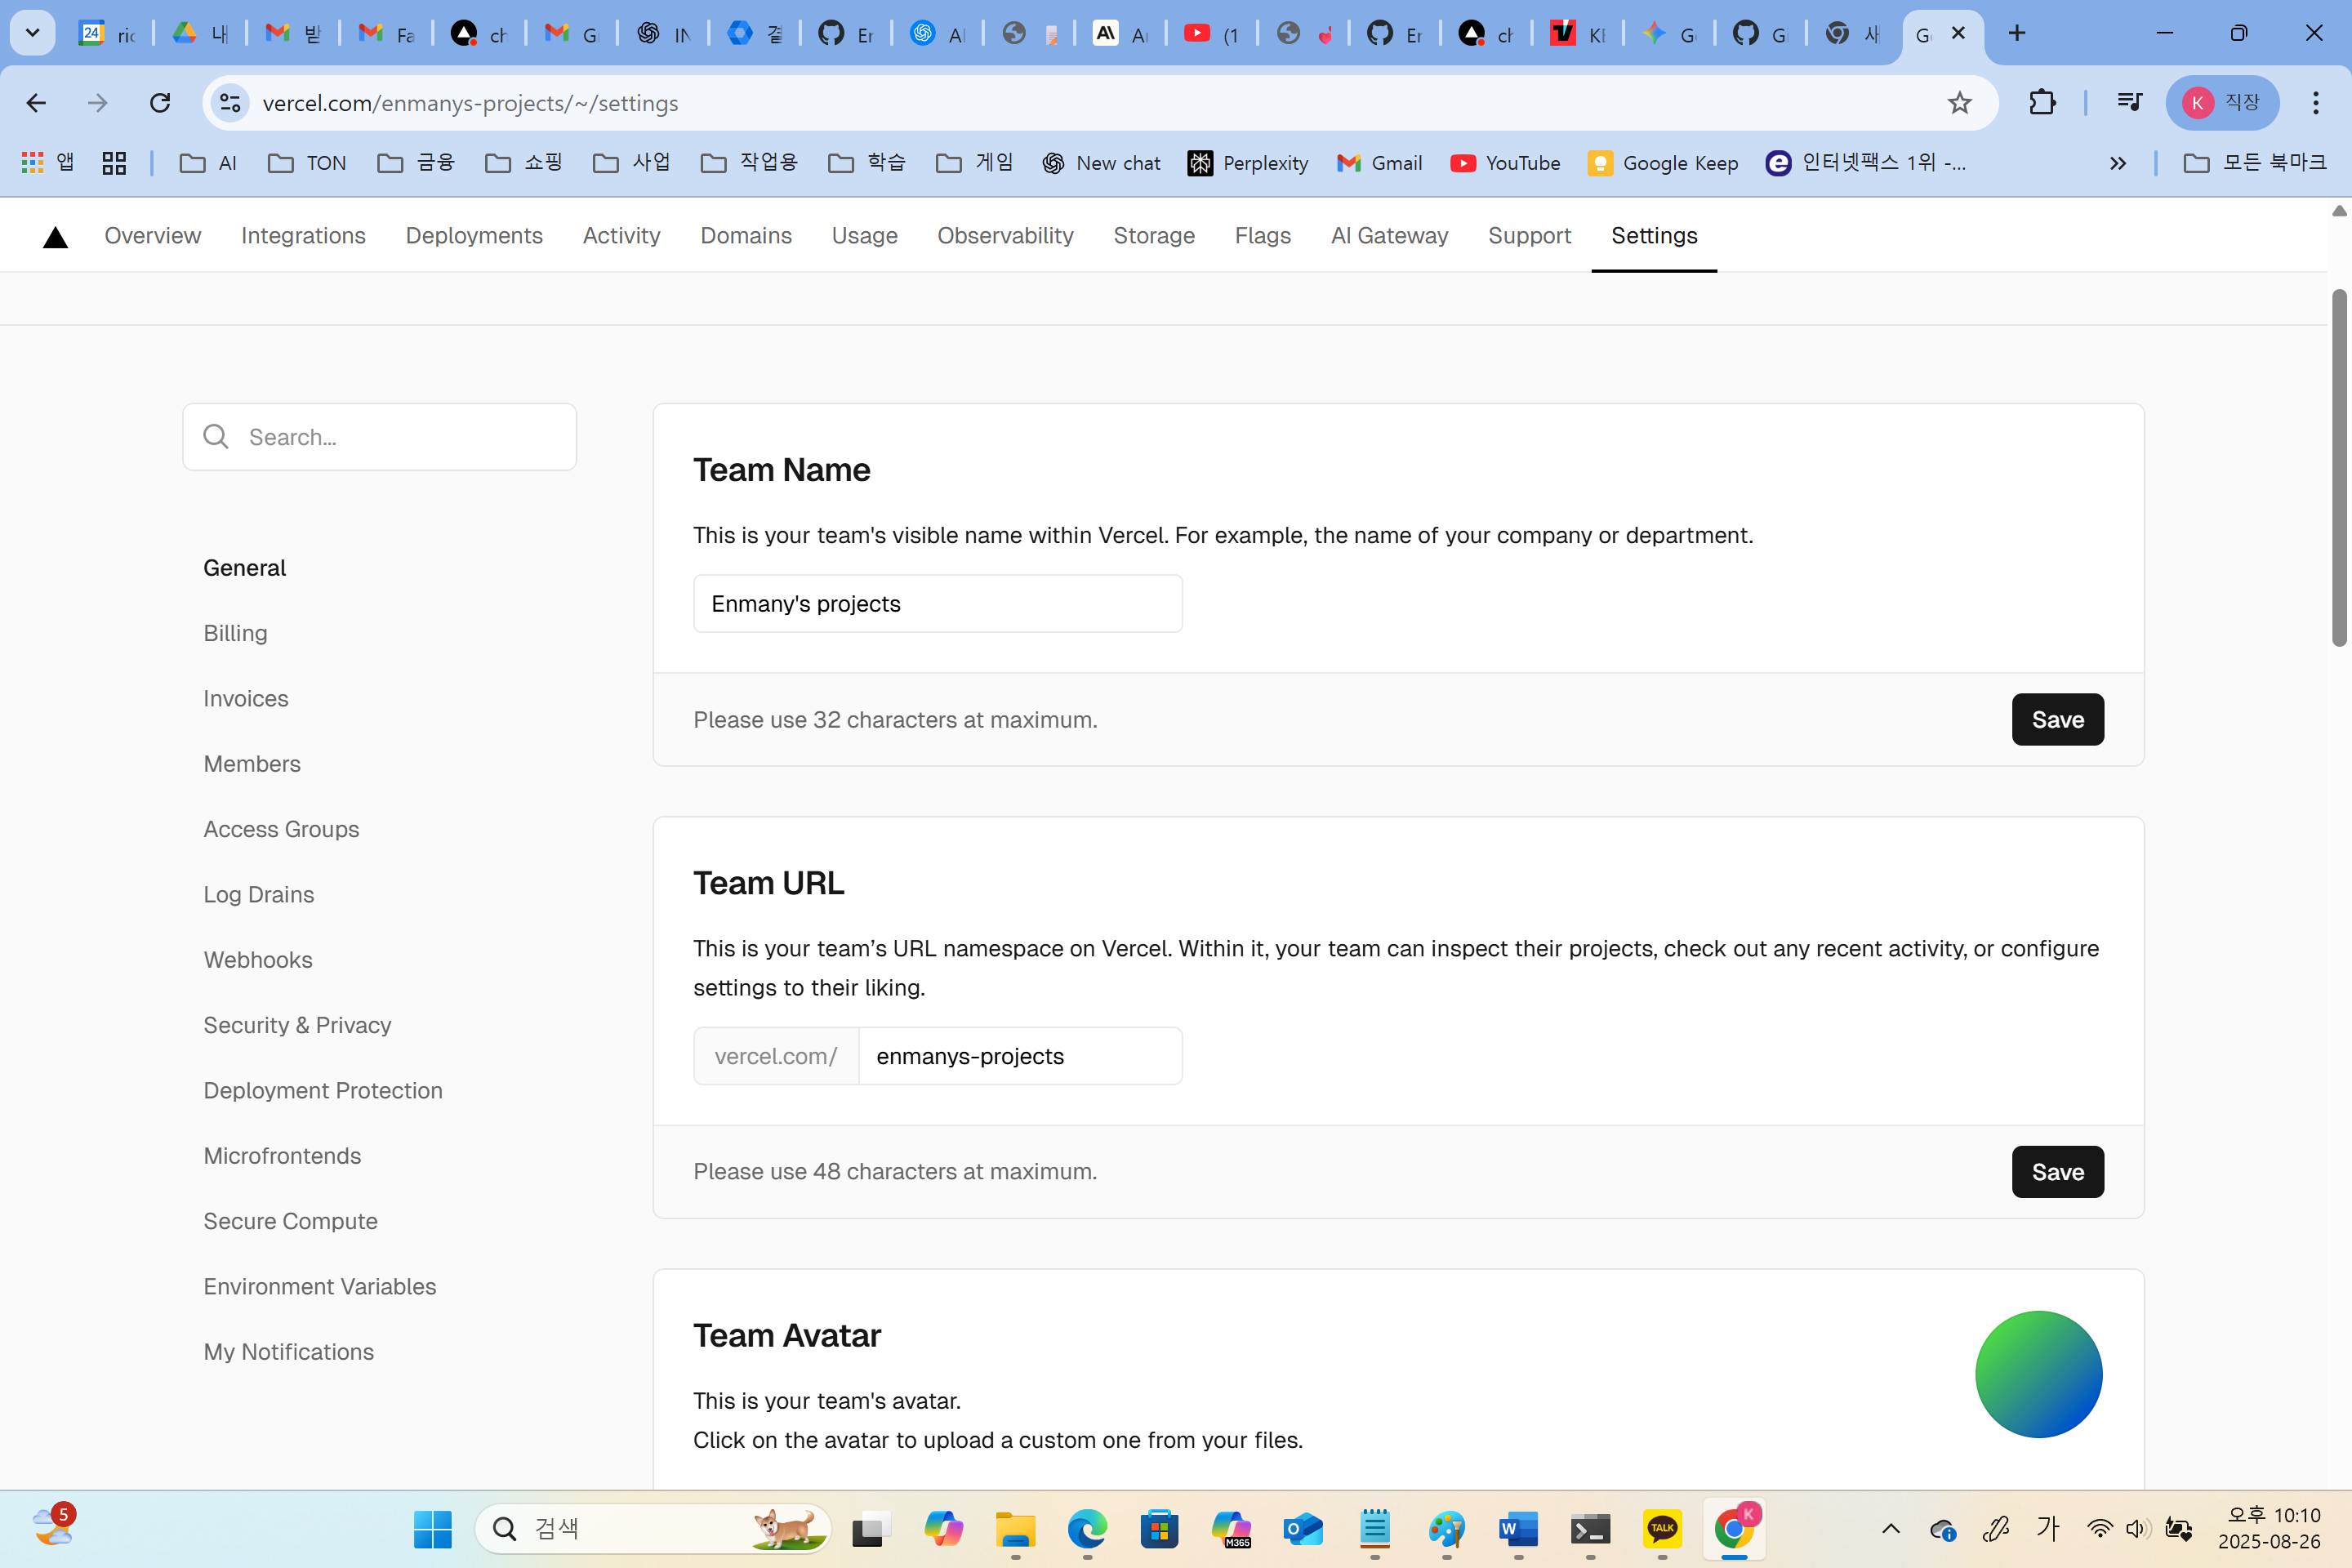 24
ric
내
받
Fa
ch
G
IN
결
En
AI
A
(1
En
ch
KE
G
Gi
새
G
vercel.com/enmanys-projects/~/settings
K 직장
앱
AI
TON
금융
쇼핑
사업
작업용
학습
게임
New chat
Perplexity
Gmail
YouTube
Google Keep
인터넷팩스 1위 -...
모든 북마크
Overview
Integrations
Deployments
Activity
Domains
Usage
Observability
Storage
Flags
AI Gateway
Support
Settings
Search...
General
Billing
Invoices
Members
Access Groups
Log Drains
Webhooks
Security & Privacy
Deployment Protection
Microfrontends
Secure Compute
Environment Variables
My Notifications
Team Name
This is your team's visible name within Vercel. For example, the name of your company or department.
Enmany's projects
Please use 32 characters at maximum.
Save
Team URL
This is your team’s URL namespace on Vercel. Within it, your team can inspect their projects, check out any recent activity, or configure
settings to their liking.
vercel.com/
enmanys-projects
Please use 48 characters at maximum.
Save
Team Avatar
This is your team's avatar.
Click on the avatar to upload a custom one from your files.
5
검색
M365
TALK
K
가
오후 10:10
2025-08-26